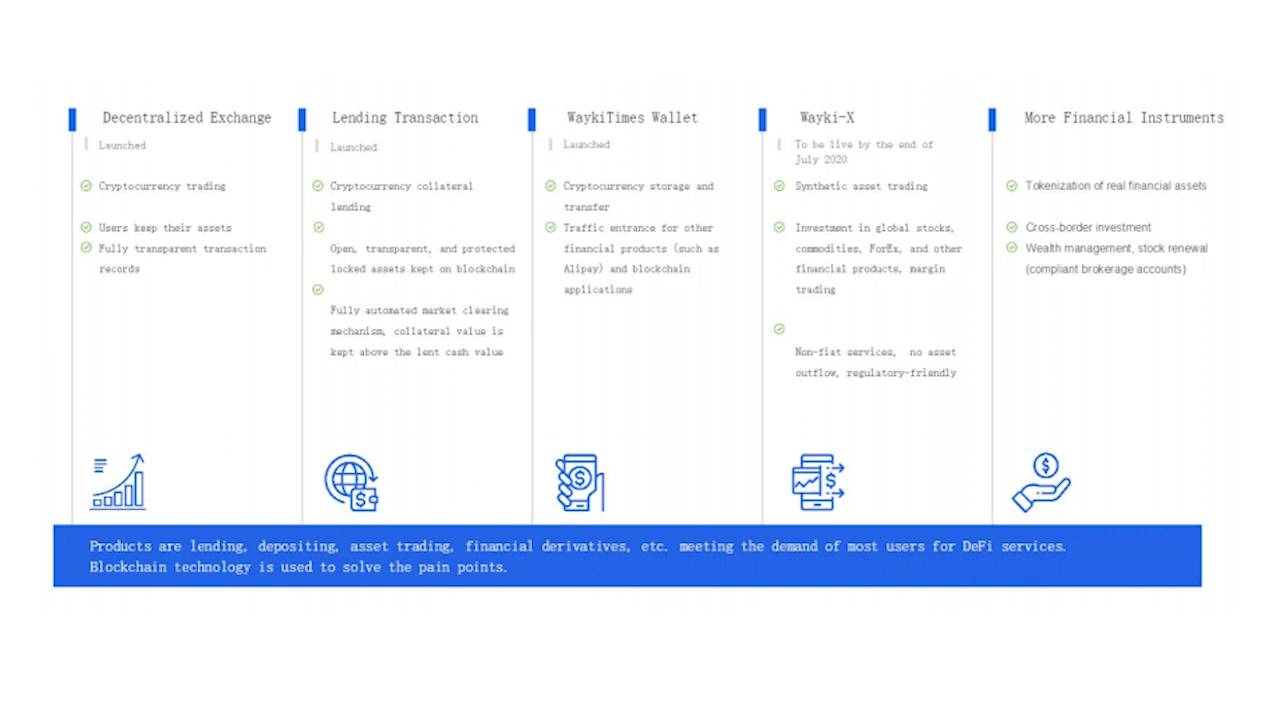 Decentralized Exchange
Launched
Cryptocurrency trading
Users keep their assets
Fully transparent transaction
records
Lending Transaction
Launched
Cryptocurrency collateral
lending
Open, transparent, and protected
locked assets kept on blockchain
Fully automated market clearing
mechanism, collateral value is
kept above the lent cash value
WaykiTimes Wallet
Launched
Cryptocurrency storage and
transfer
Traffic entrance for other
financial products (such as
Alipay) and blockchain
applications
Wayki-X
To be live by the end of
July 2020
Synthetic asset trading
Investment in global stocks,
commodities, ForEx, and other
financial products, margin
trading
Non-fiat services, no asset
outflow, regulatory-friendly
More Financial Instruments
Tokenization of real financial assets
Cross-border investment
Wealth management, stock renewal
(compliant brokerage accounts)
Products are lending, depositing, asset trading, financial derivatives, etc. meeting the demand of most users for DeFi services.
Blockchain technology is used to solve the pain points.